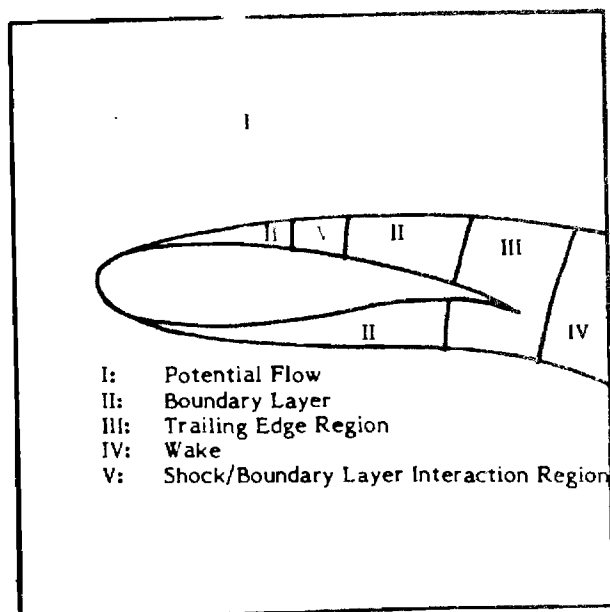 I
II V II III
II IV
I: Potential Flow
II: Boundary Layer
III: Trailing Edge Region
IV: Wake
V: Shock/Boundary Layer Interaction Region